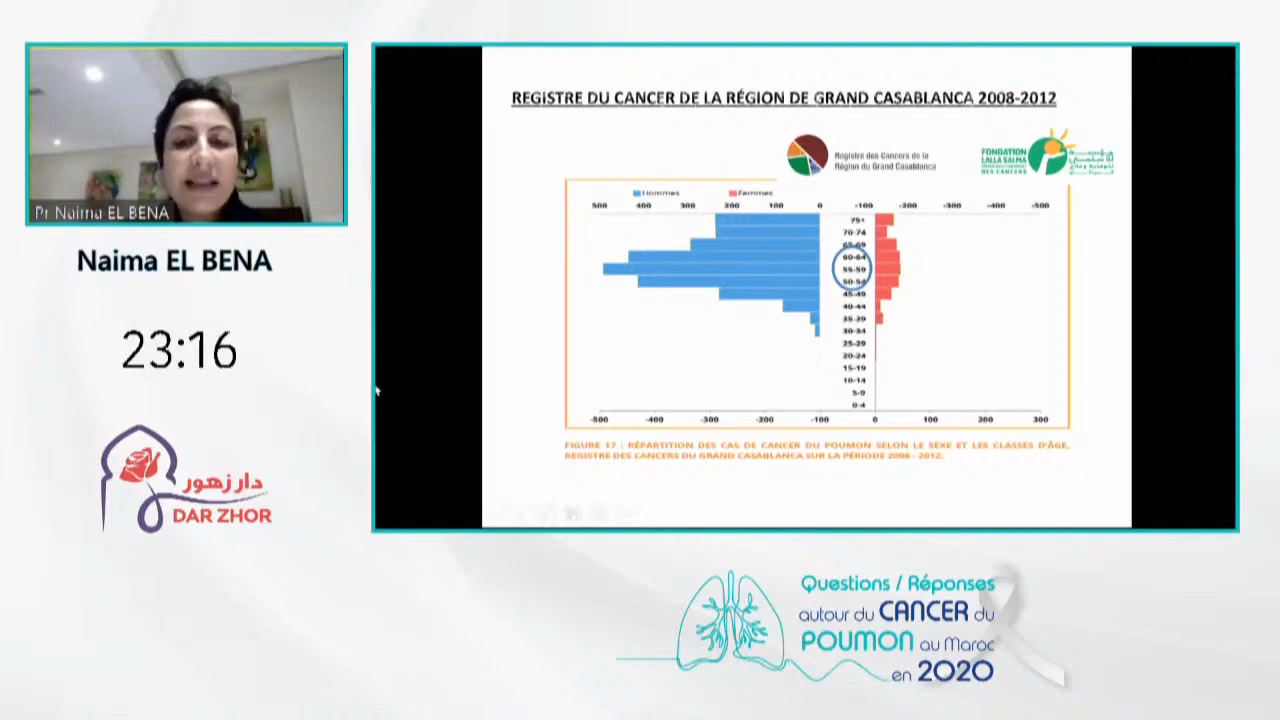 Pr Naima EL BENA
Naima EL BENA
23:16
دار زهور
DAR ZHOR
REGISTRE DU CANCER DE LA RÉGION DE GRAND CASABLANCA 2008-2012
Registre des Cancers de la
Région du Grand Casablanca
FONDATION
LALLA SALMA
DES CANCERS
Hommes Femmes
500 400 300 200 100 0 -100 -200 -300 -400 -500
75+
70-74
65-69
60-64
55-59
50-54
45-49
40-44
35-39
30-34
25-29
20-24
15-19
10-14
5-9
0-4
-500 -400 -300 -200 -100 0 100 200 300
FIGURE 17 : RÉPARTITION DES CAS DE CANCER DU POUMON SELON LE SEXE ET LES CLASSES D'ÂGE,
REGISTRE DES CANCERS DU GRAND CASABLANCA SUR LA PÉRIODE 2008 - 2012.
Questions / Réponses
autour du CANCER du
POUMON au Maroc
en 2020